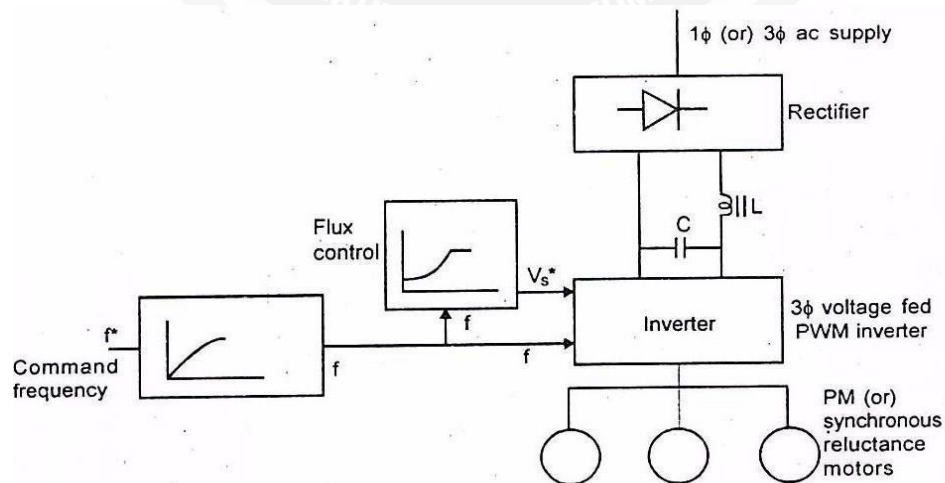 1ϕ (or) 3ϕ ac supply
Rectifier
L
C
Flux
control
V_s*
3ϕ voltage fed
PWM inverter
Inverter
f*
Command
frequency
f
f
f
PM (or)
synchronous
reluctance
motors